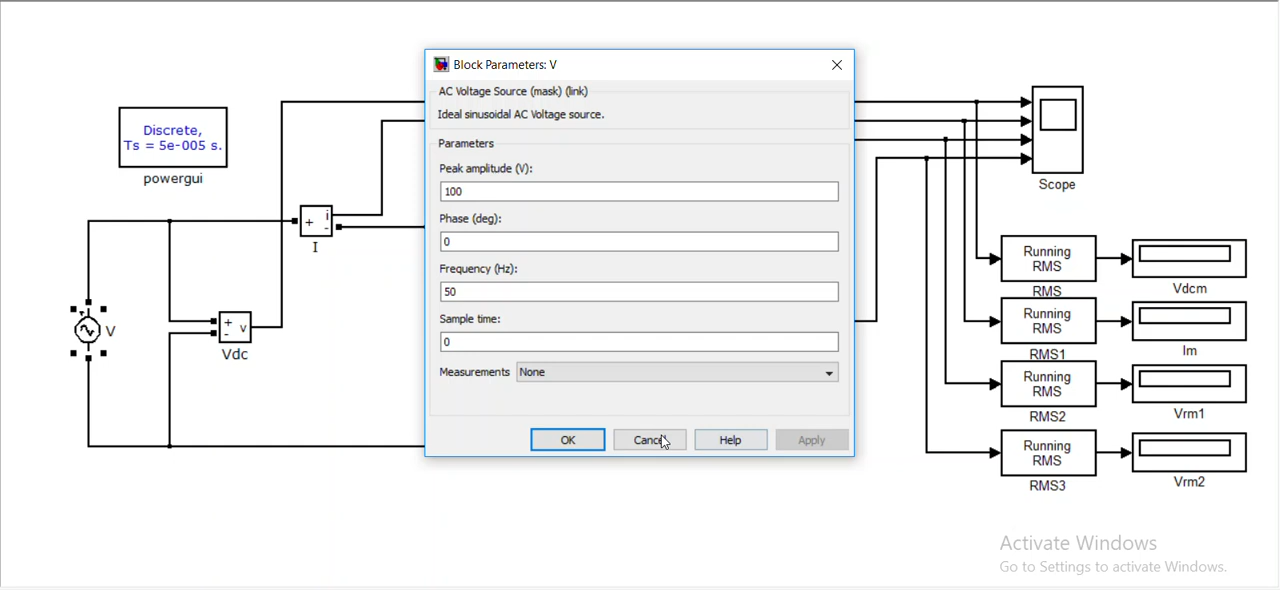 Block Parameters: V
AC Voltage Source (mask) (link)
Ideal sinusoidal AC Voltage source.
Parameters
Peak amplitude (V):
100
Phase (deg):
0
Frequency (Hz):
50
Sample time:
0
Measurements None
OK Cancel Help Apply
Discrete,
Ts = 5e-005 s.
powergui
+ i
-
I
V
+ v
-
Vdc
Scope
Running
RMS
RMS
Vdcm
Running
RMS
RMS1
Im
Running
RMS
RMS2
Vrm1
Running
RMS
RMS3
Vrm2
Activate Windows
Go to Settings to activate Windows.